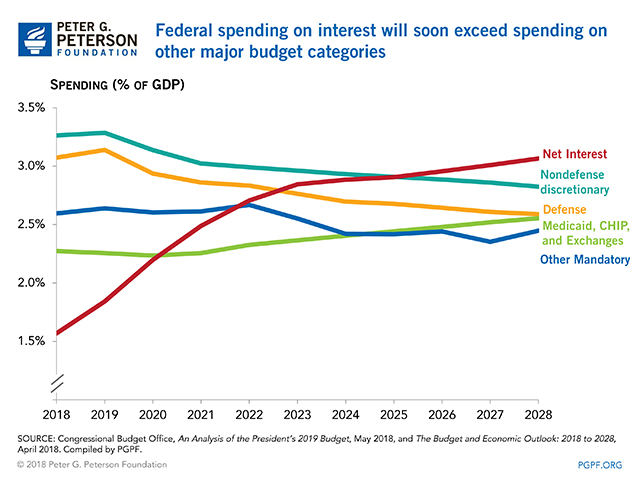 PETER G.
PETERSON
FOUNDATION
Federal spending on interest will soon exceed spending on
other major budget categories
SPENDING (% OF GDP)
3.5%
3.0%
2.5%
2.0%
1.5%
Net Interest
Nondefense
discretionary
Defense
Medicaid, CHIP,
and Exchanges
Other Mandatory
2018 2019 2020 2021 2022 2023 2024 2025 2026 2027 2028
SOURCE: Congressional Budget Office, An Analysis of the President's 2019 Budget, May 2018, and The Budget and Economic Outlook: 2018 to 2028,
April 2018. Compiled by PGPF.
© 2018 Peter G. Peterson Foundation
PGPF.ORG